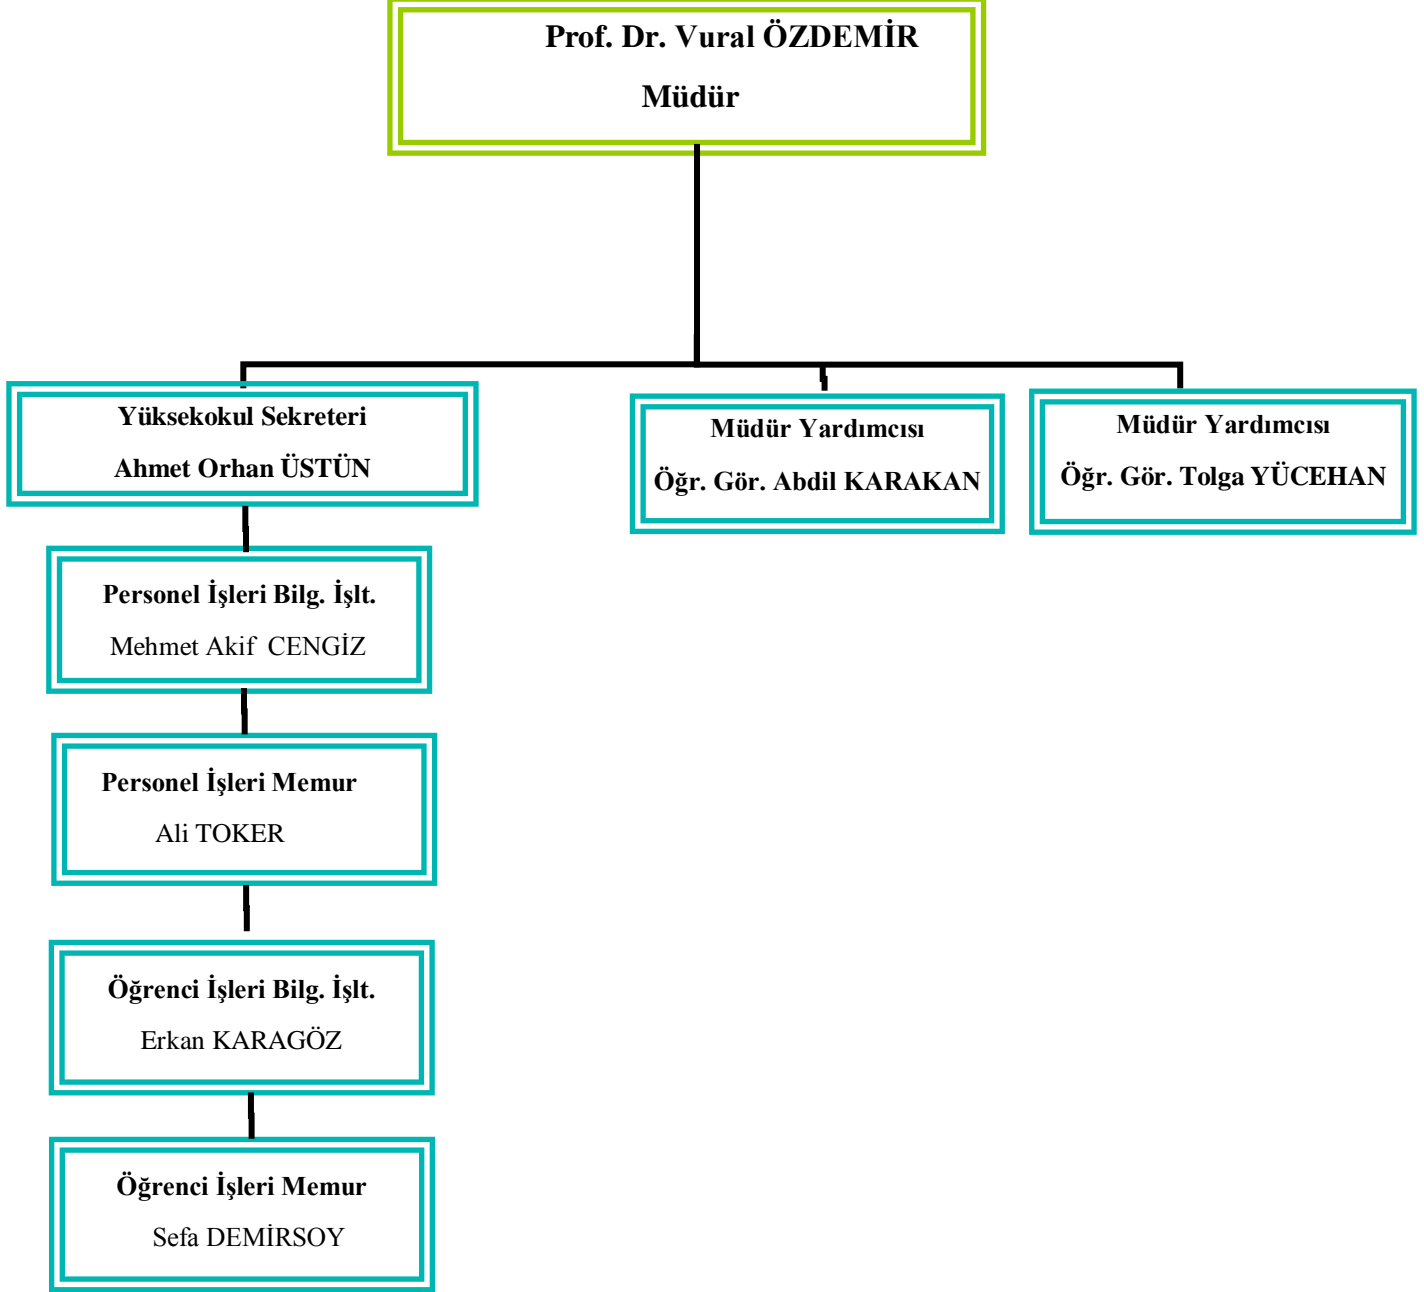 Prof. Dr. Vural ÖZDEMİR
Müdür
Yüksekokul Sekreteri
Ahmet Orhan ÜSTÜN
Müdür Yardımcısı
Öğr. Gör. Abdil KARAKAN
Müdür Yardımcısı
Öğr. Gör. Tolga YÜCEHAN
Personel İşleri Bilg. İşlt.
Mehmet Akif CENGİZ
Personel İşleri Memur
Ali TOKER
Öğrenci İşleri Bilg. İşlt.
Erkan KARAGÖZ
Öğrenci İşleri Memur
Sefa DEMİRSOY